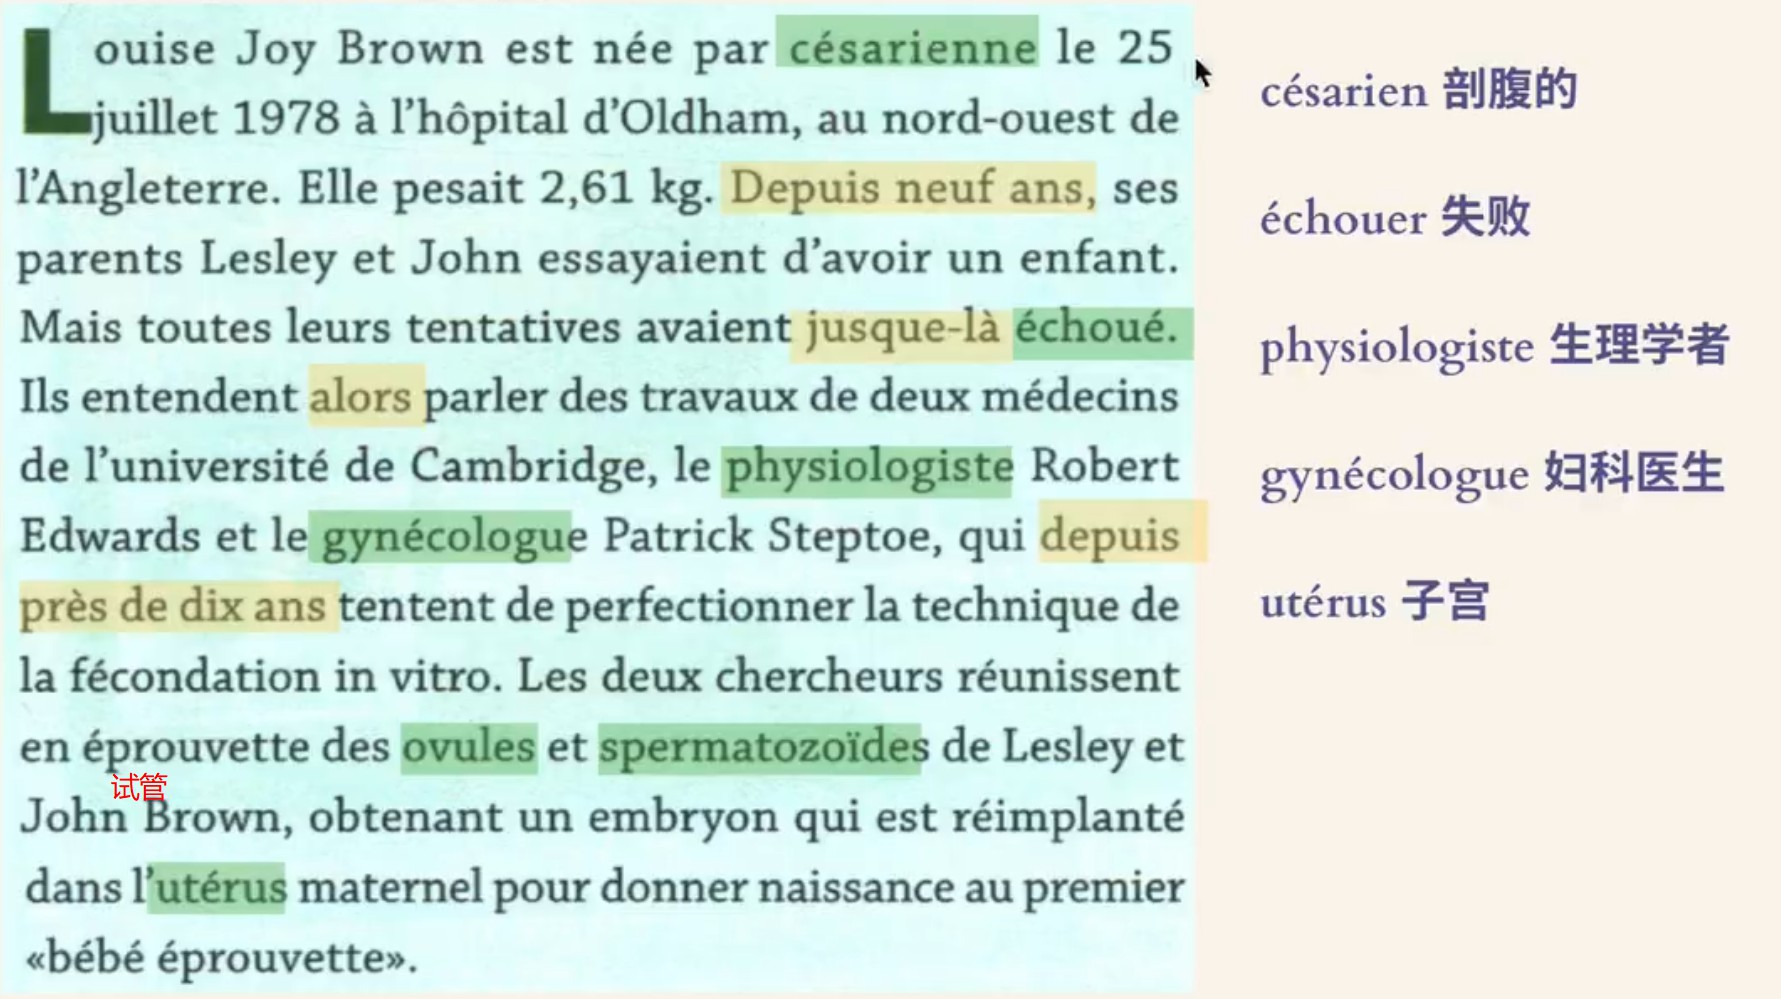 Louise Joy Brown est née par césarienne le 25
juillet 1978 à l'hôpital d'Oldham, au nord-ouest de
l'Angleterre. Elle pesait 2,61 kg. Depuis neuf ans, ses
parents Lesley et John essayaient d'avoir un enfant.
Mais toutes leurs tentatives avaient jusque-là échoué.
Ils entendent alors parler des travaux de deux médecins
de l'université de Cambridge, le physiologiste Robert
Edwards et le gynécologue Patrick Steptoe, qui depuis
près de dix ans tentent de perfectionner la technique de
la fécondation in vitro. Les deux chercheurs réunissent
en éprouvette des ovules et spermatozoïdes de Lesley et
试管
John Brown, obtenant un embryon qui est réimplanté
dans l'utérus maternel pour donner naissance au premier
«bébé éprouvette».
césarien 剖腹的
échouer 失败
physiologiste 生理学者
gynécologue 妇科医生
utérus 子宫